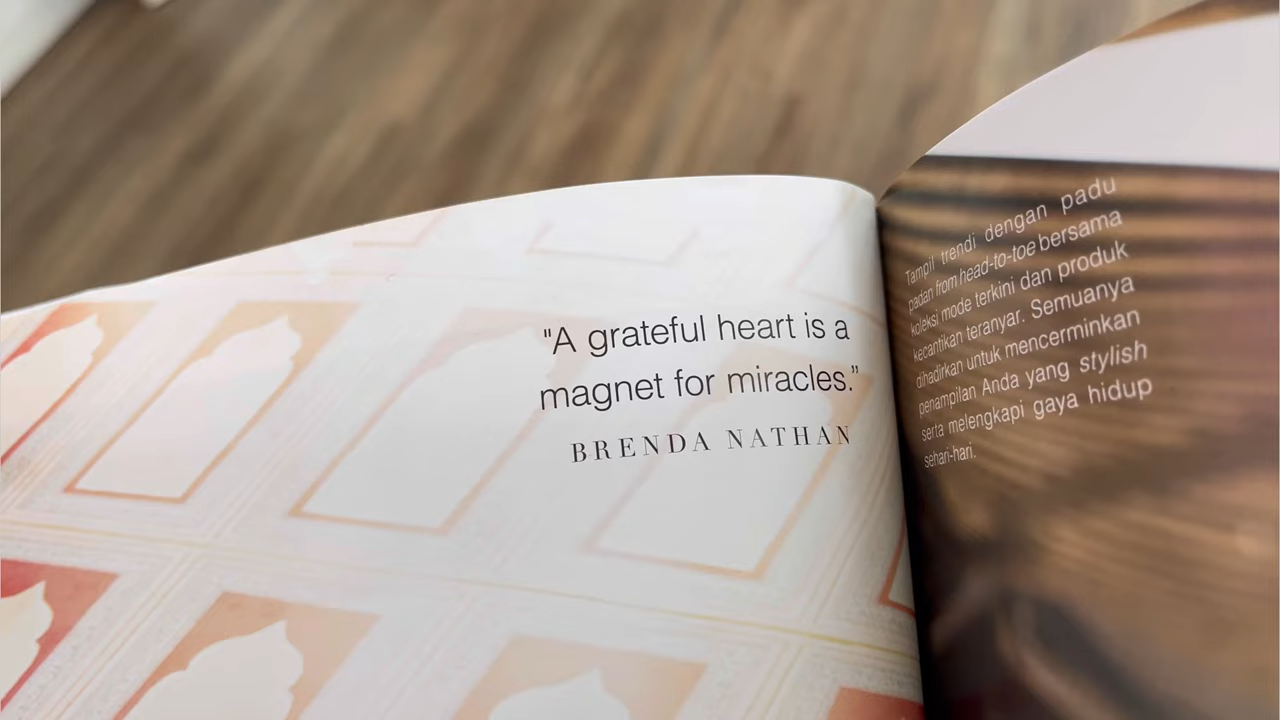 "A grateful heart is a
magnet for miracles."
BRENDA NATHAN
Tampil trendi dengan padu
padan from head-to-toe bersama
koleksi mode terkini dan produk
kecantikan teranyar. Semuanya
dihadirkan untuk mencerminkan
penampilan Anda yang stylish
serta melengkapi gaya hidup
sehari-hari.